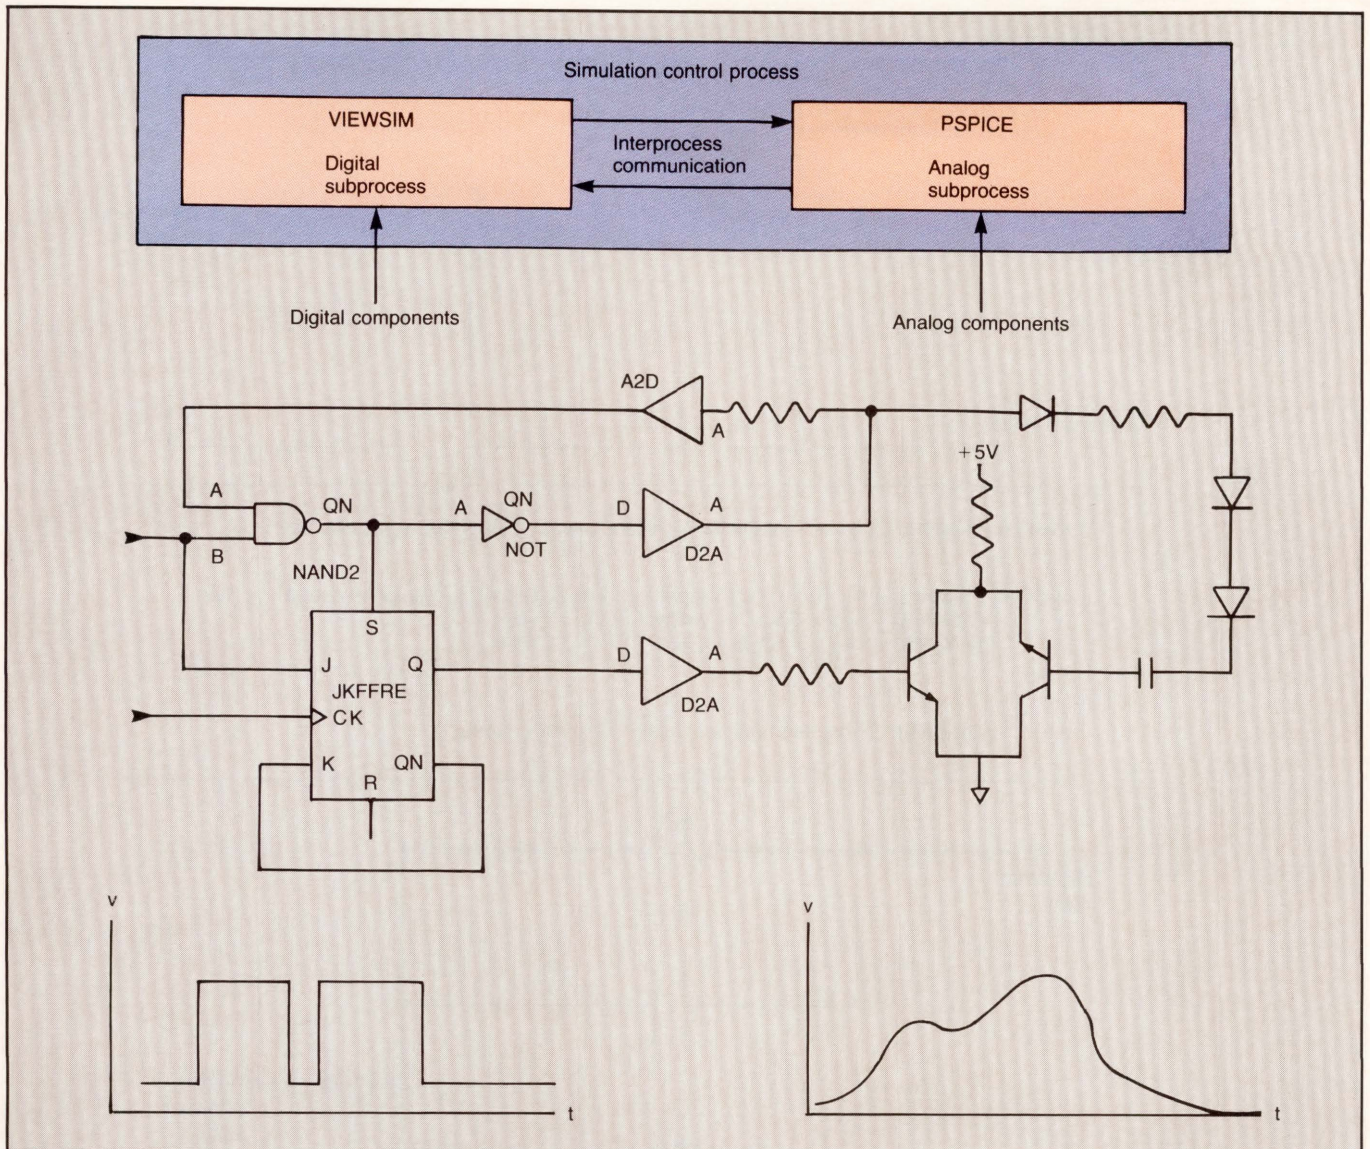 Simulation control process
VIEWSIM
Digital
subprocess
Interprocess
communication
PSPICE
Analog
subprocess
Digital components
Analog components
A2D
A
+5V
A
B
QN
NAND2
A
QN
NOT
D
A
D2A
S
J
Q
JKFFRE
CK
K
QN
R
D
A
D2A
v
t
v
t